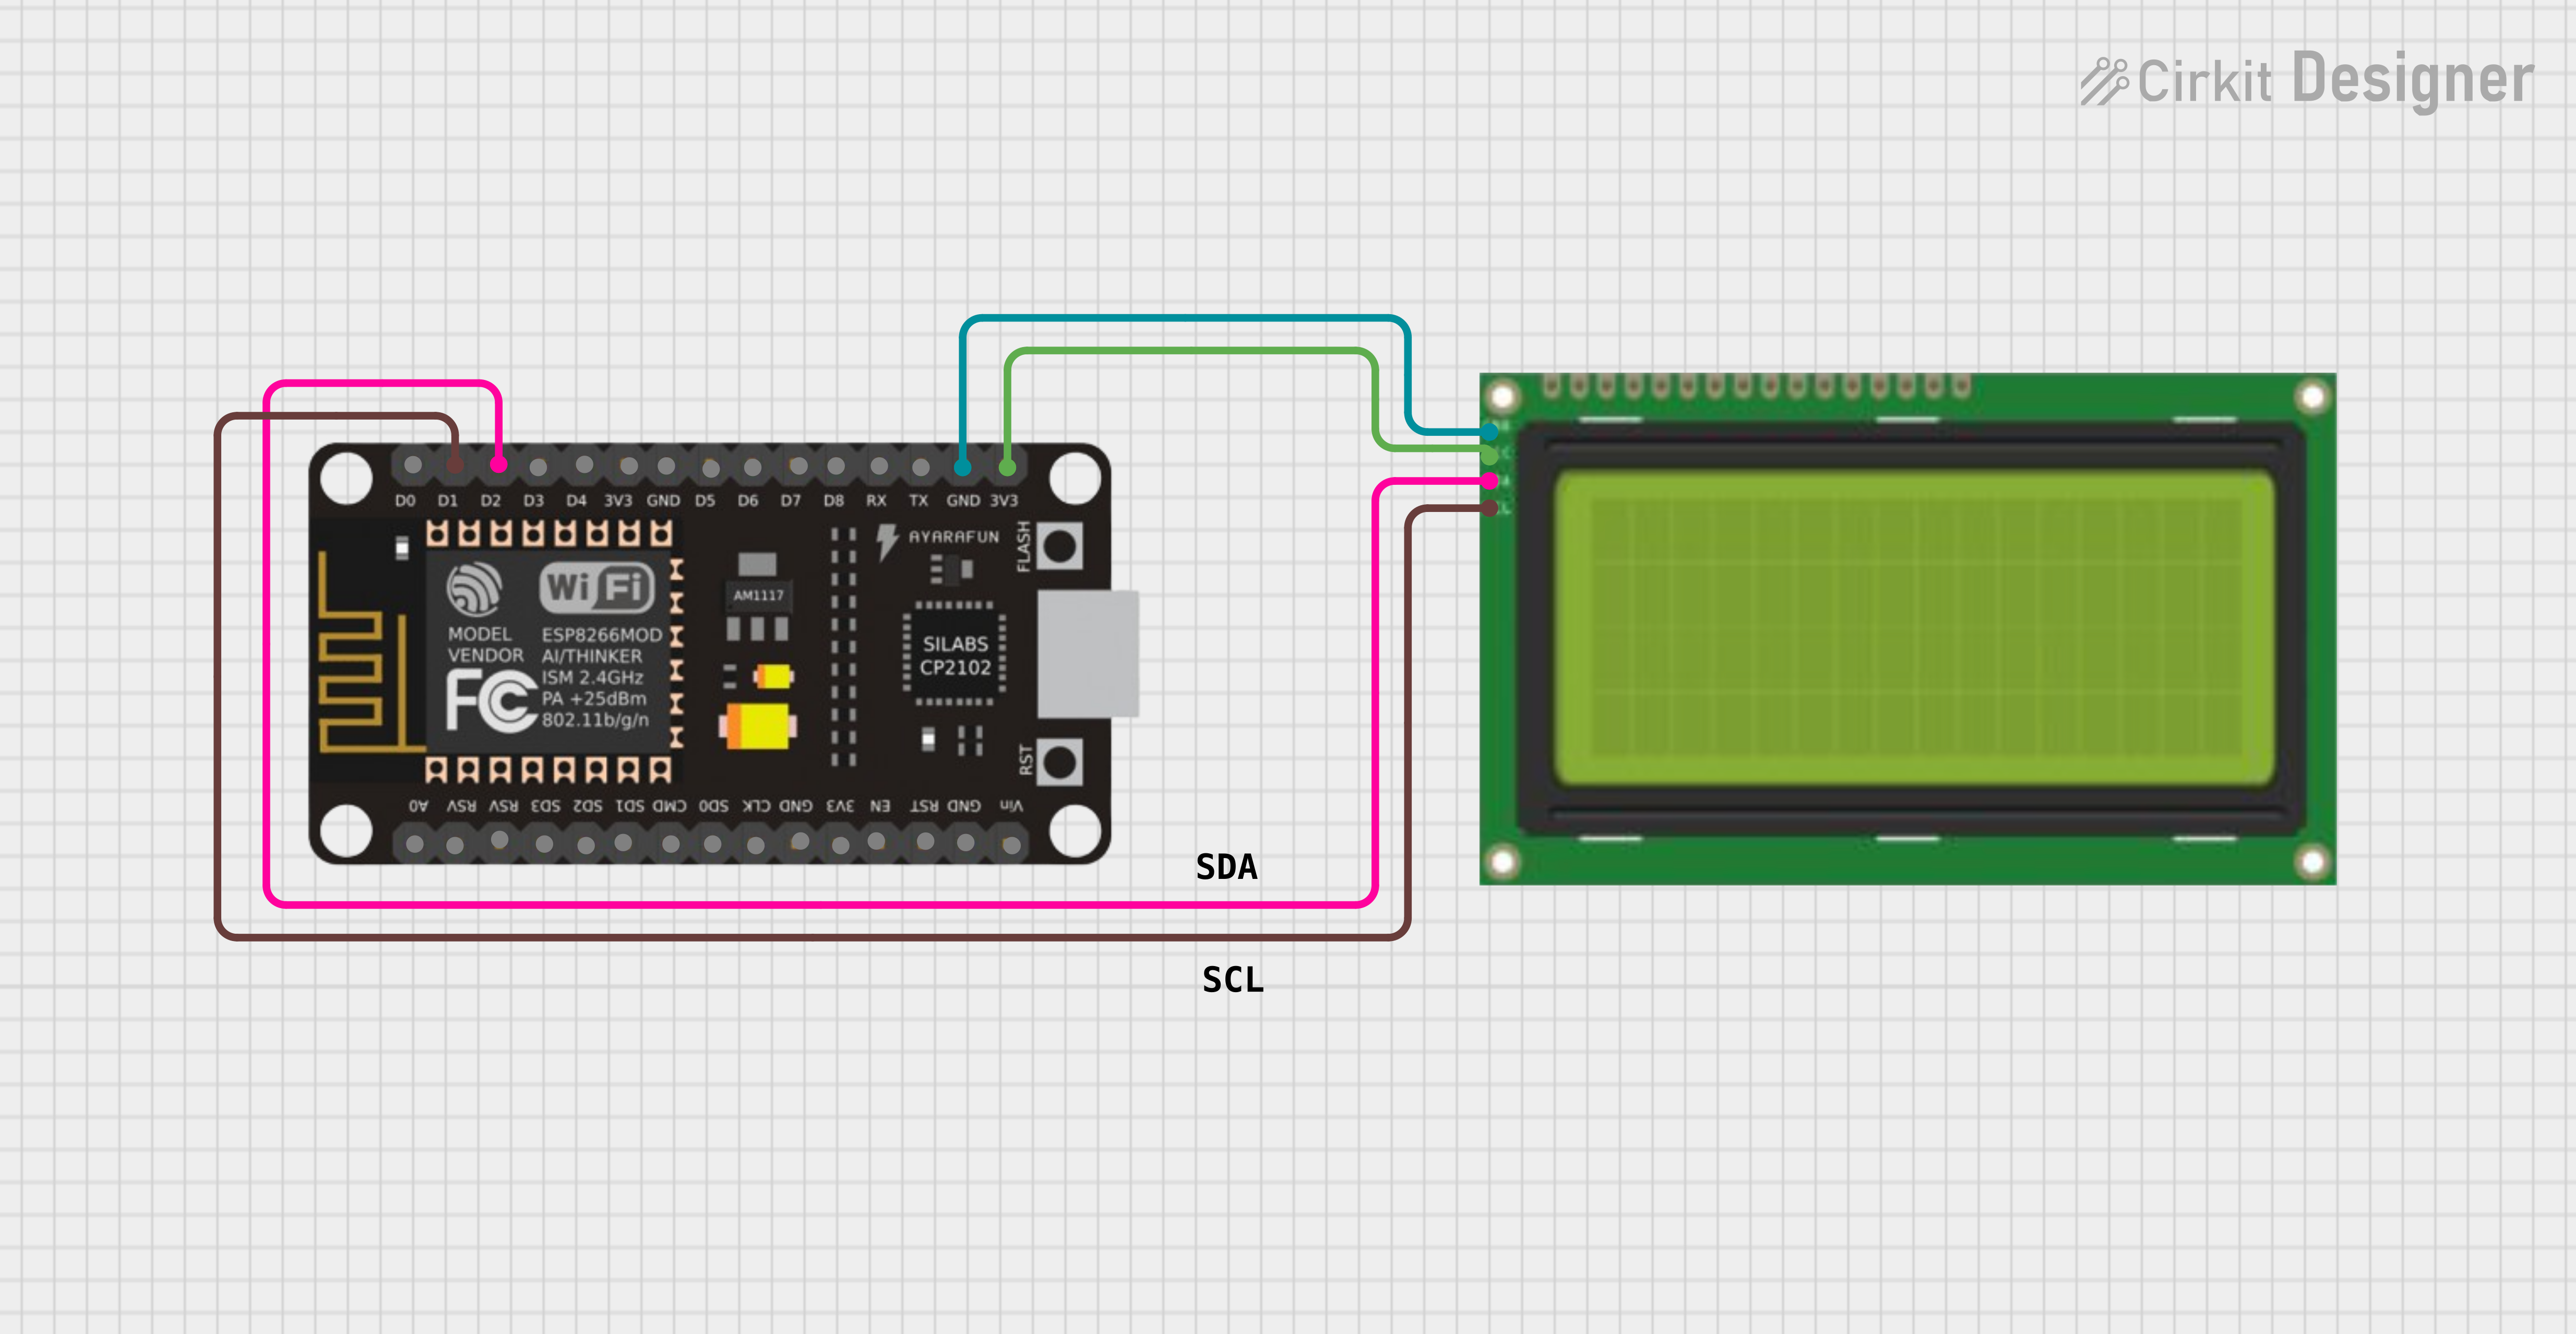 Cirkit Designer
D0 D1 D2 D3 D4 3V3 GND D5 D6 D7 D8 RX TX GND 3V3
AYARAFUN
FLASH
WiFi
AM1117
MODEL ESP8266MOD
VENDOR AI/THINKER
ISM 2.4GHz
PA +25dBm
802.11b/g/n
FC
SILABS
CP2102
RST
A0 RSV RSV SD3 SD2 SD1 CMD SD0 CLK GND 3V3 EN RST GND Vin
SDA
SCL